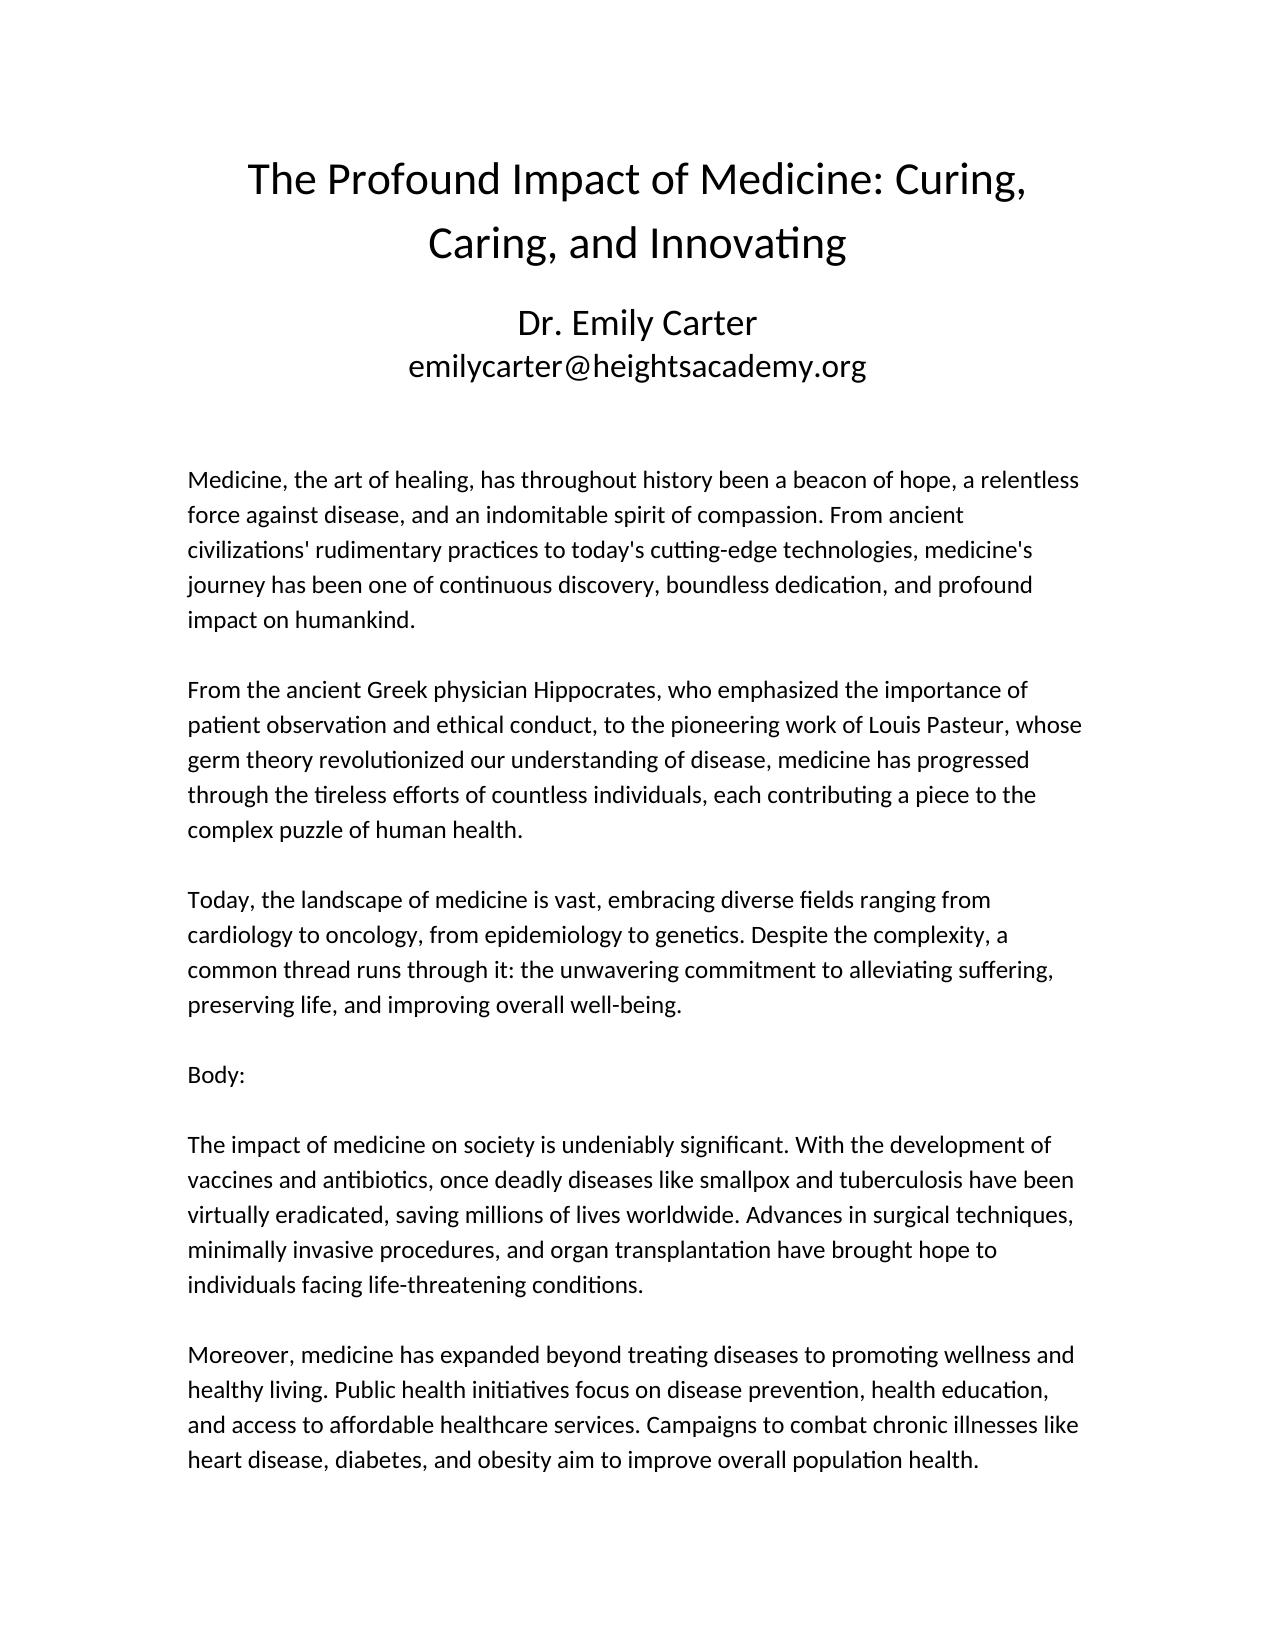 The Profound Impact of Medicine: Curing,
Caring, and Innovating
Dr. Emily Carter
emilycarter@heightsacademy.org
Medicine, the art of healing, has throughout history been a beacon of hope, a relentless
force against disease, and an indomitable spirit of compassion. From ancient
civilizations' rudimentary practices to today's cutting-edge technologies, medicine's
journey has been one of continuous discovery, boundless dedication, and profound
impact on humankind.
From the ancient Greek physician Hippocrates, who emphasized the importance of
patient observation and ethical conduct, to the pioneering work of Louis Pasteur, whose
germ theory revolutionized our understanding of disease, medicine has progressed
through the tireless efforts of countless individuals, each contributing a piece to the
complex puzzle of human health.
Today, the landscape of medicine is vast, embracing diverse fields ranging from
cardiology to oncology, from epidemiology to genetics. Despite the complexity, a
common thread runs through it: the unwavering commitment to alleviating suffering,
preserving life, and improving overall well-being.
Body:
The impact of medicine on society is undeniably significant. With the development of
vaccines and antibiotics, once deadly diseases like smallpox and tuberculosis have been
virtually eradicated, saving millions of lives worldwide. Advances in surgical techniques,
minimally invasive procedures, and organ transplantation have brought hope to
individuals facing life-threatening conditions.
Moreover, medicine has expanded beyond treating diseases to promoting wellness and
healthy living. Public health initiatives focus on disease prevention, health education,
and access to affordable healthcare services. Campaigns to combat chronic illnesses like
heart disease, diabetes, and obesity aim to improve overall population health.